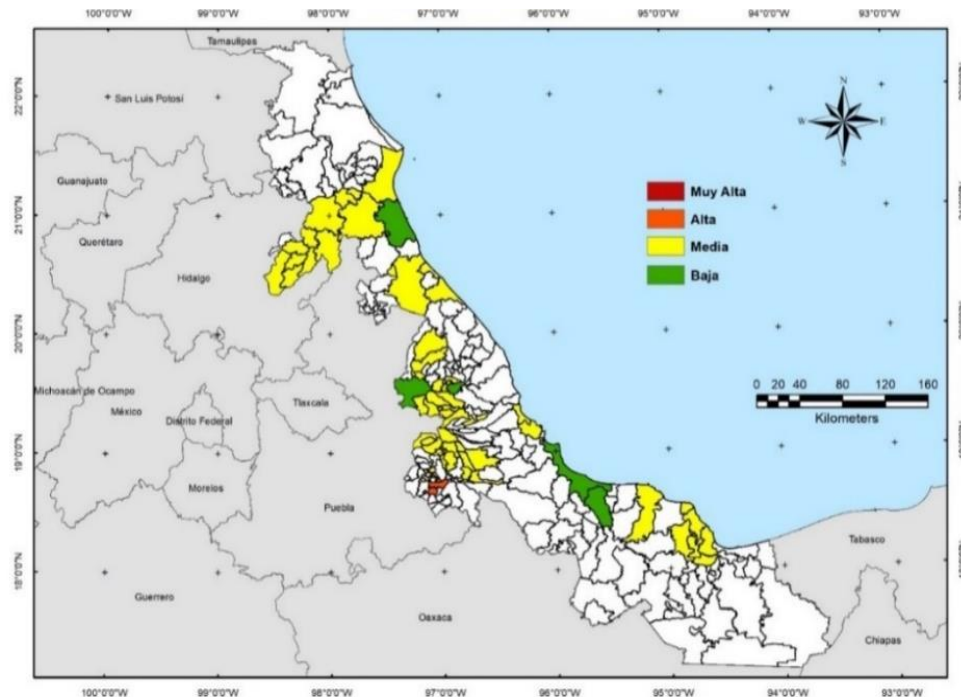 100°0'0"W 99°0'0"W 98°0'0"W 97°0'0"W 96°0'0"W 95°0'0"W 94°0'0"W 93°0'0"W
Tamaulipas
22°0'0"N
San Luis Potosí
N
W E
S
Guanajuato
Muy Alta
21°0'0"N
Alta
Querétaro
Media
Hidalgo
Baja
20°0'0"N
Michoacán de Ocampo
México
Tlaxcala
Distrito Federal
0 20 40 80 120 160
Kilometers
19°0'0"N
Morelos
Puebla
Tabasco
18°0'0"N
Guerrero
Oaxaca
Chiapas
100°0'0"W 99°0'0"W 98°0'0"W 97°0'0"W 96°0'0"W 95°0'0"W 94°0'0"W 93°0'0"W